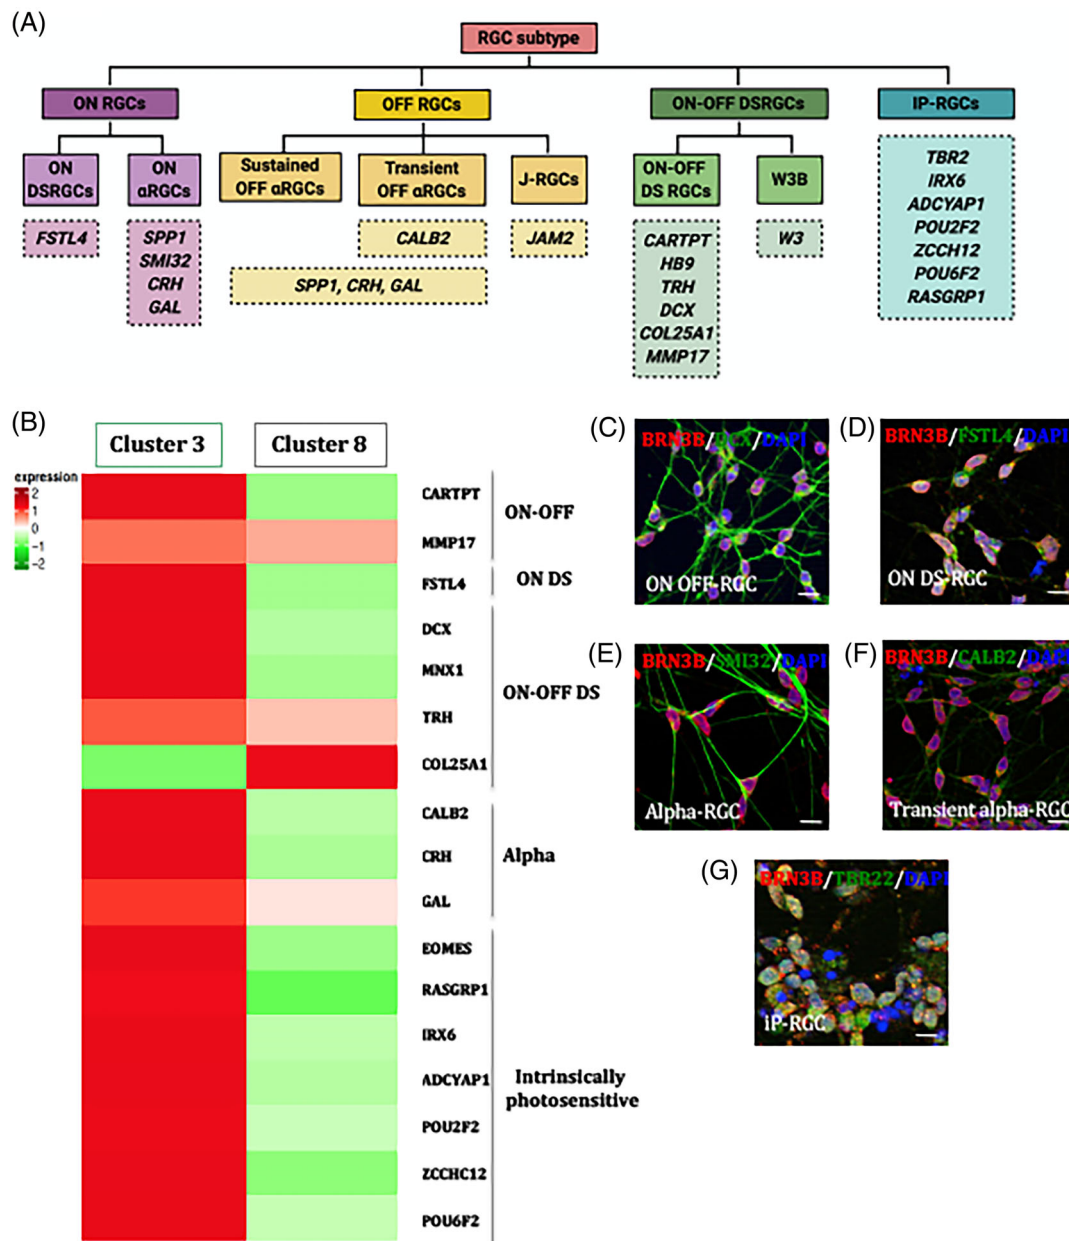 (A)
RGC subtype
ON RGCs
OFF RGCs
ON-OFF DSRGCs
IP-RGCs
ON
DSRGCs
ON
αRGCs
Sustained
OFF αRGCs
Transient
OFF αRGCs
J-RGCs
ON-OFF
DS RGCs
W3B
FSTL4
SPP1
SMI32
CRH
GAL
CALB2
JAM2
SPP1, CRH, GAL
CARTPT
HB9
TRH
DCX
COL25A1
MMP17
W3
TBR2
IRX6
ADCYAP1
POU2F2
ZCCH12
POU6F2
RASGRP1
(B)
Cluster 3
Cluster 8
expression
2
1
0
−1
−2
CARTPT
MMP17
FSTL4
DCX
MNX1
TRH
COL25A1
CALB2
CRH
GAL
EOMES
RASGRP1
IRX6
ADCYAP1
POU2F2
ZCCHC12
POU6F2
ON-OFF
ON DS
ON-OFF DS
Alpha
Intrinsically
photosensitive
(C)
BRN3B/DCX/DAPI
ON OFF-RGC
(D)
BRN3B/FSTL4/DAPI
ON DS-RGC
(E)
BRN3B/SMI32/DAPI
Alpha-RGC
(F)
BRN3B/CALB2/DAPI
Transient alpha-RGC
(G)
BRN3B/TBR22/DAPI
iP-RGC